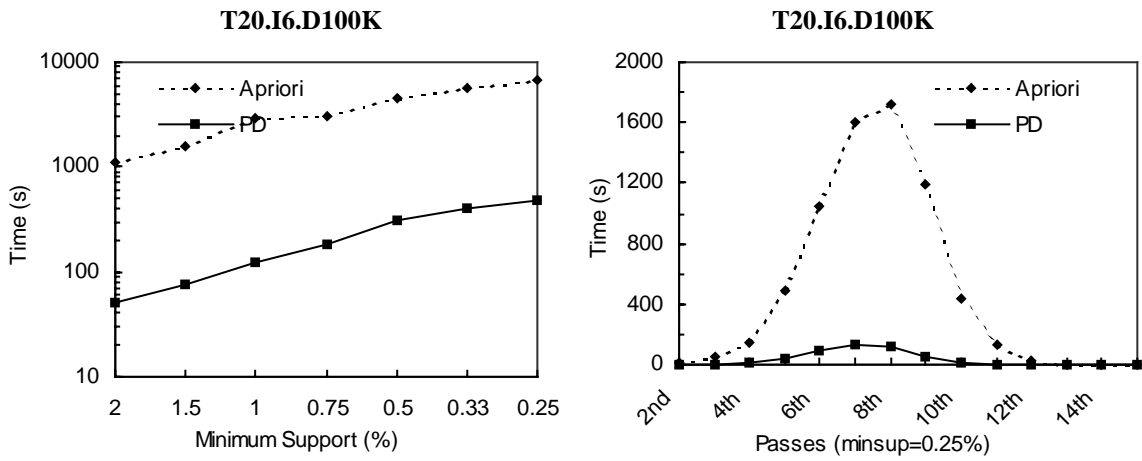 T20.I6.D100K
10000
1000
100
10
Time (s)
Apriori
PD
2 1.5 1 0.75 0.5 0.33 0.25
Minimum Support (%)
T20.I6.D100K
2000
1600
1200
800
400
0
Time (s)
Apriori
PD
2nd 4th 6th 8th 10th 12th 14th
Passes (minsup=0.25%)